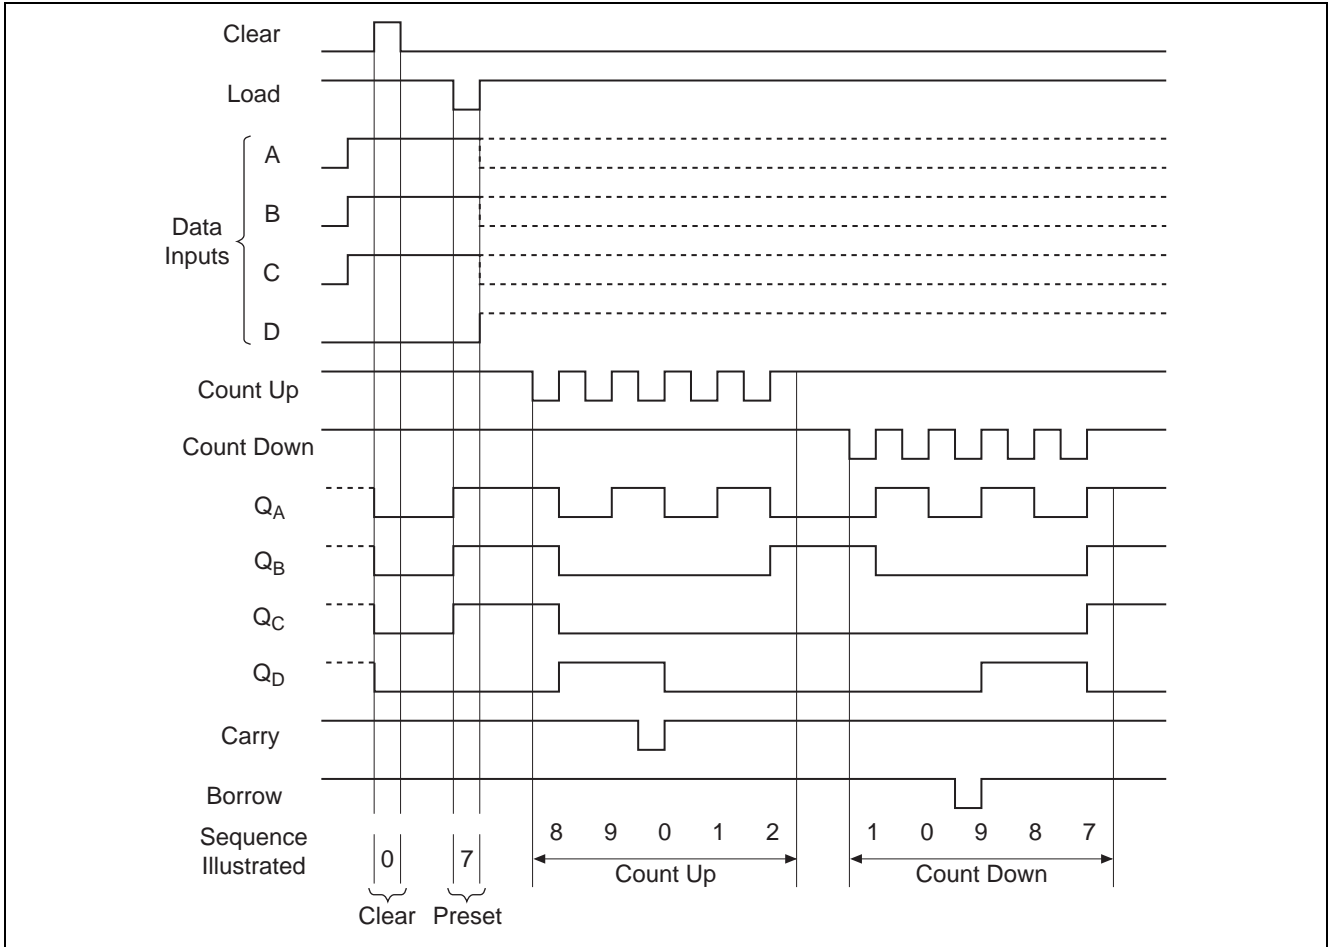 Clear
Load
A
B
Data
Inputs
C
D
Count Up
Count Down
QA
QB
QC
QD
Carry
Borrow
Sequence
Illustrated
0
7
8 9 0 1 2
Count Up
1 0 9 8 7
Count Down
Clear
Preset